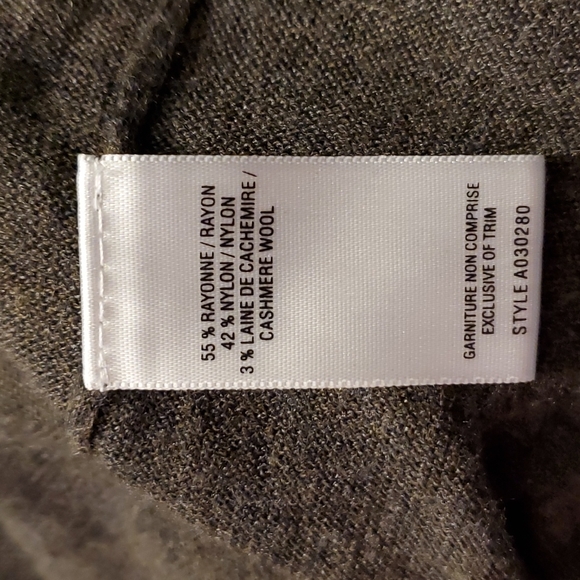 55 % RAYONNE / RAYON
42 % NYLON / NYLON
3 % LAINE DE CACHEMIRE /
CASHMERE WOOL
GARNITURE NON COMPRISE
EXCLUSIVE OF TRIM
STYLE A030280